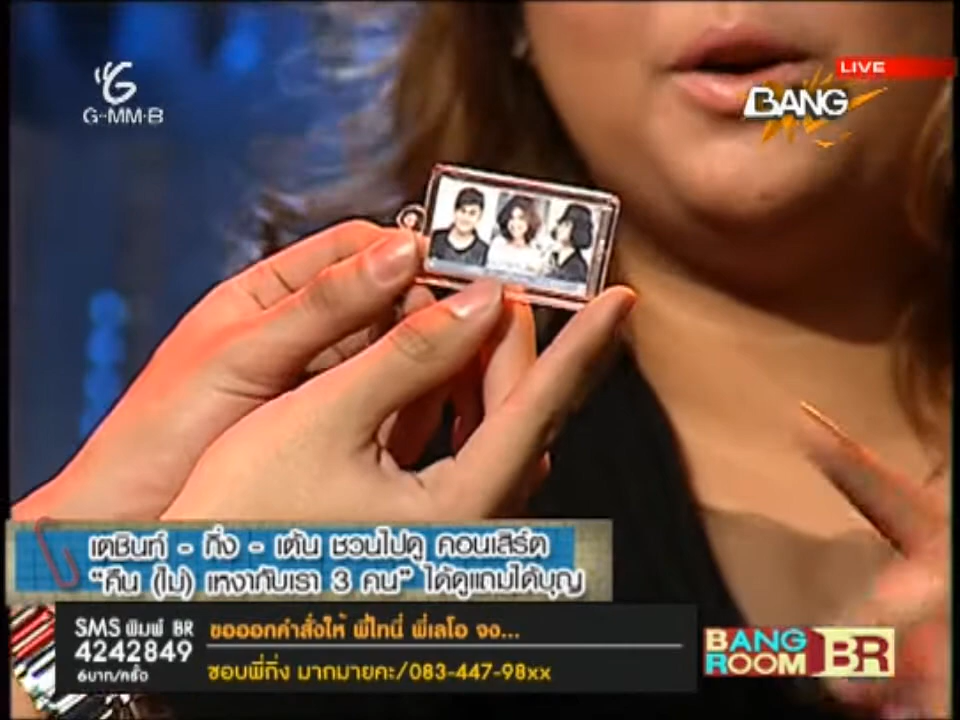 G-MM-B
LIVE
BANG
เตชินท์ - กิ่ง - เต้น ชวนไปดู คอนเสิร์ต
"คืน (ไม่) เหงากับเรา 3 คน" ได้ดูแถมได้บุญ
SMS พิมพ์ BR
4242849
6บาท/ครั้ง
ขอออกคำสั่งให้ พี่ไทนี่ พี่เลโอ จง...
ชอบพี่กิ่ง มากมายคะ/083-447-98xx
BANG
ROOM
BR